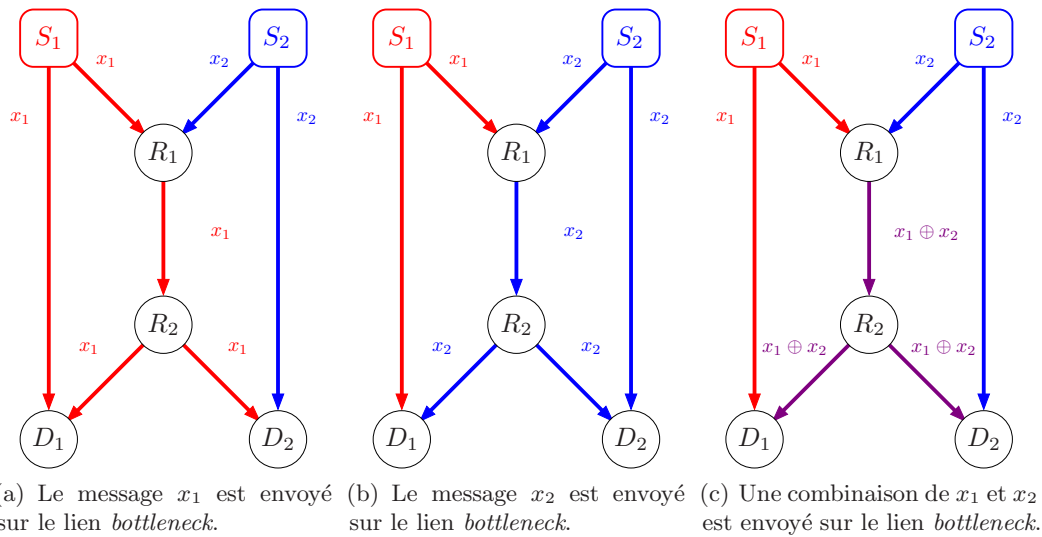 S₁ S₂ S₁ S₂ S₁ S₂
x₁ x₂ x₁ x₂ x₁ x₂
x₁ x₂ x₁ x₂ x₁ x₂
R₁ R₁ R₁
x₁ x₂ x₁ ⊕ x₂
R₂ R₂ R₂
x₁ x₁ x₂ x₂ x₁ ⊕ x₂ x₁ ⊕ x₂
D₁ D₂ D₁ D₂ D₁ D₂
(a) Le message x₁ est envoyé
sur le lien bottleneck.
(b) Le message x₂ est envoyé
sur le lien bottleneck.
(c) Une combinaison de x₁ et x₂
est envoyé sur le lien bottleneck.